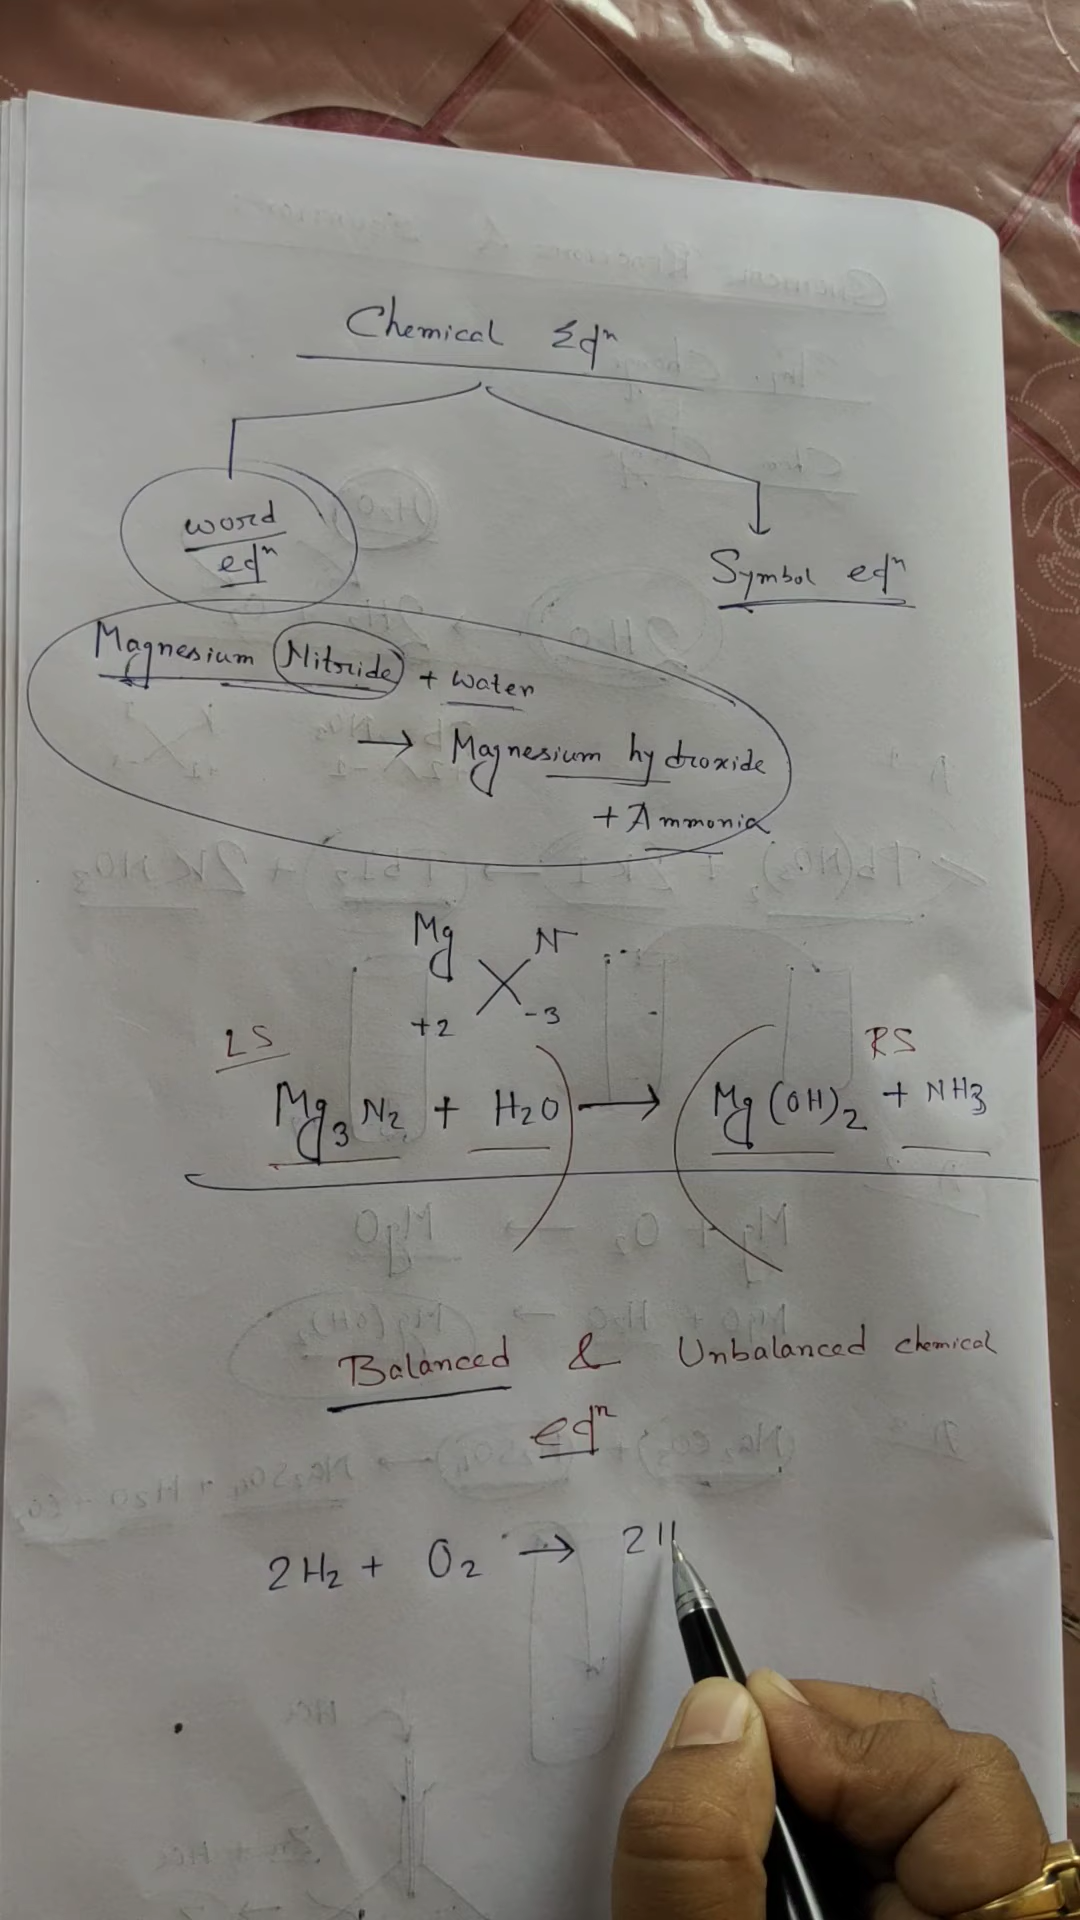 Chemical Eqⁿ
word
eqⁿ
Symbol eqⁿ
Magnesium Nitride + water
→ Magnesium hydroxide
+ Ammonia
Mg N
+2 -3
LS RS
Mg₃N₂ + H₂O → Mg(OH)₂ + NH₃
Balanced & Unbalanced chemical
eqⁿ
2H₂ + O₂ → 2H